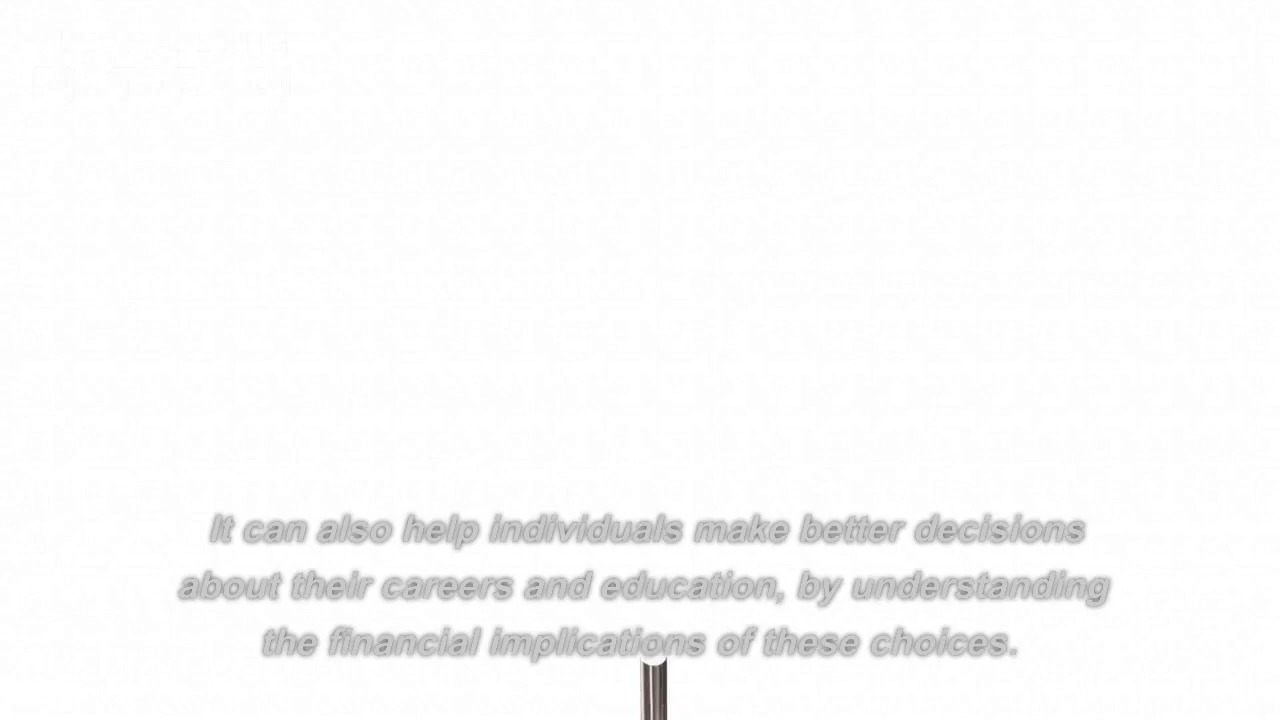 It can also help individuals make better decisions
about their careers and education, by understanding
the financial implications of these choices.